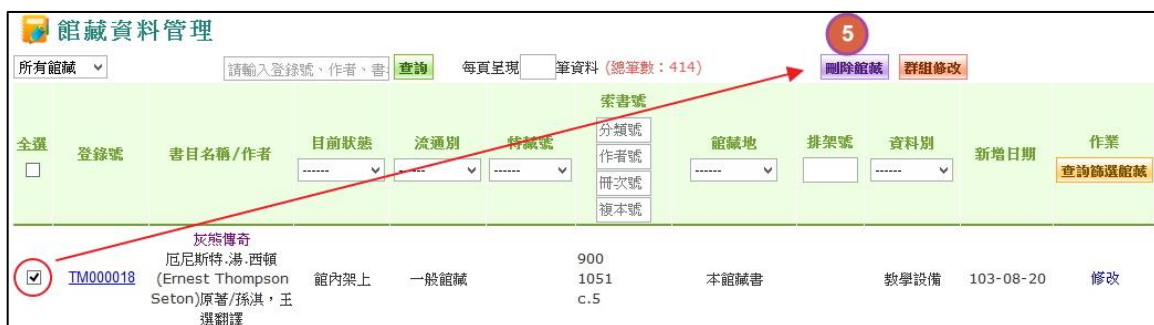 館藏資料管理
5
所有館藏
請輸入登錄號、作者、書
查詢
每頁呈現 筆資料 (總筆數：414)
刪除館藏
群組修改
全選
登錄號
書目名稱/作者
目前狀態
------
流通別
------
特藏號
------
索書號
分類號
作者號
冊次號
複本號
館藏地
------
排架號
資料別
------
新增日期
作業
查詢篩選館藏
TM000018
灰熊傳奇
厄尼斯特.湯.西頓
(Ernest Thompson
Seton)原著/孫淇，王
選翻譯
館內架上
一般館藏
900
1051
c.5
本館藏書
教學設備
103-08-20
修改